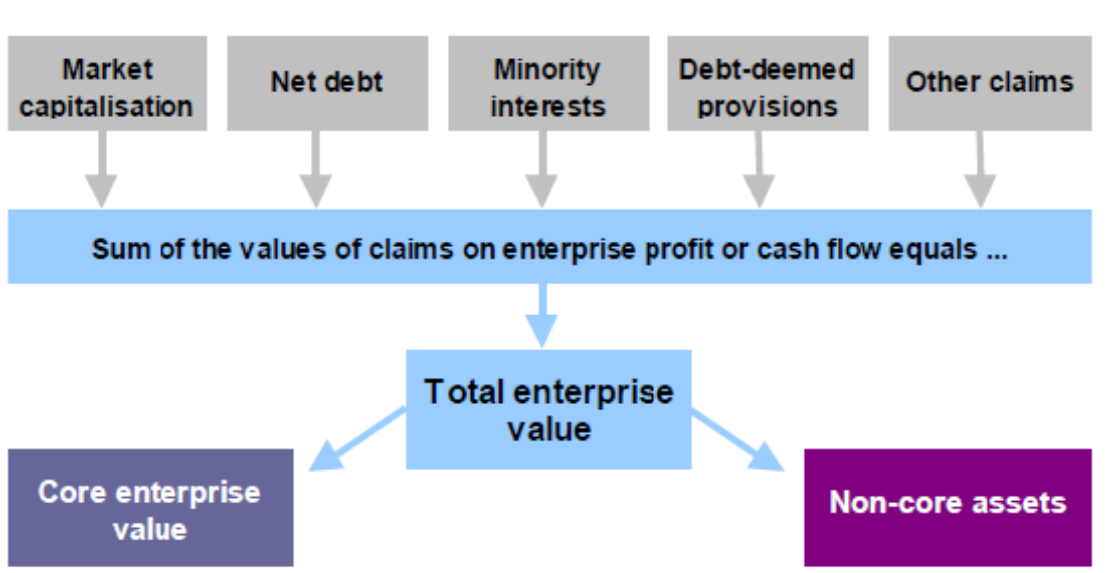 Market
capitalisation
Net debt
Minority
interests
Debt-deemed
provisions
Other claims
Sum of the values of claims on enterprise profit or cash flow equals ...
Total enterprise
value
Core enterprise
value
Non-core assets